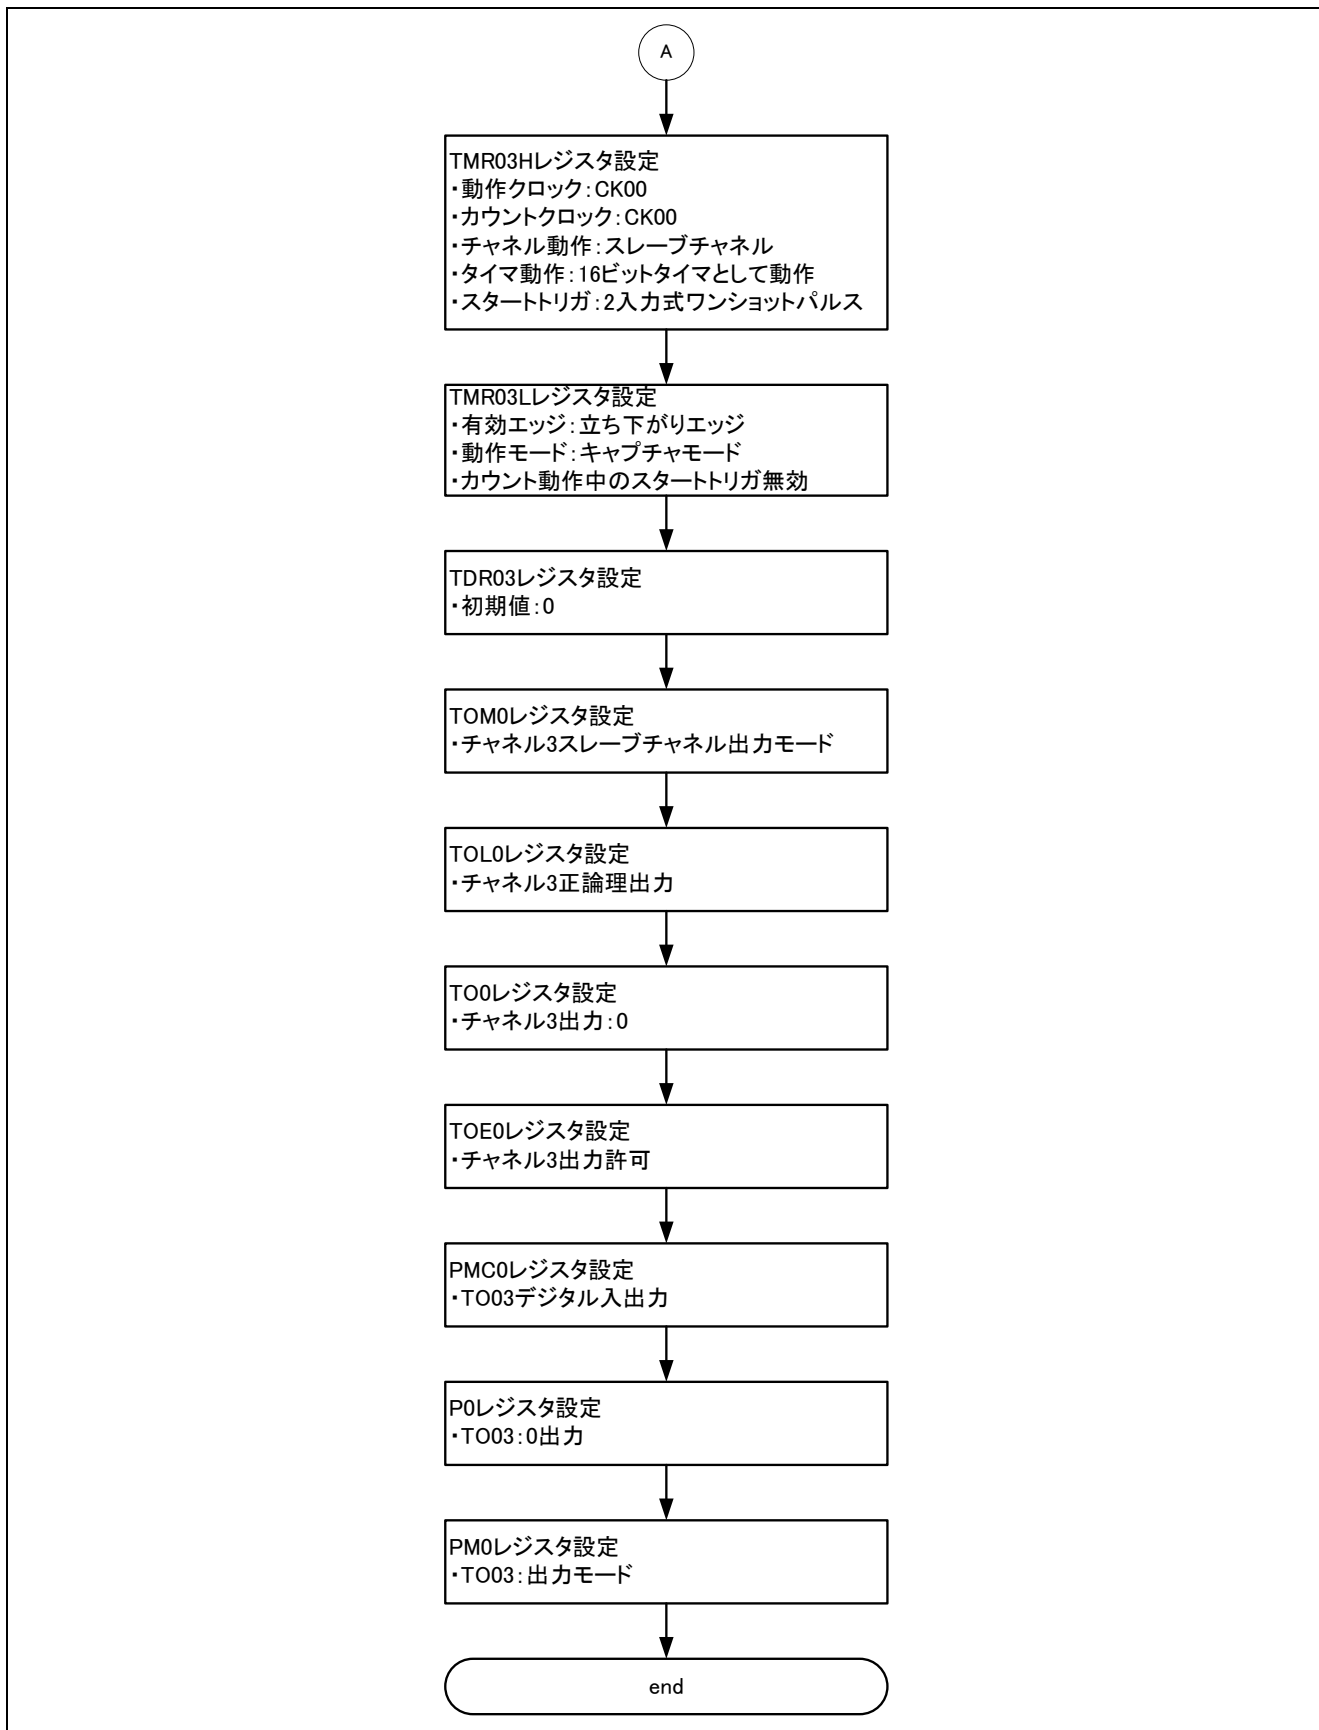 A
TMR03Hレジスタ設定
・動作クロック:CK00
・カウントクロック:CK00
・チャネル動作:スレーブチャネル
・タイマ動作:16ビットタイマとして動作
・スタートトリガ:2入力式ワンショットパルス
TMR03Lレジスタ設定
・有効エッジ:立ち下がりエッジ
・動作モード:キャプチャモード
・カウント動作中のスタートトリガ無効
TDR03レジスタ設定
・初期値:0
TOM0レジスタ設定
・チャネル3スレーブチャネル出力モード
TOL0レジスタ設定
・チャネル3正論理出力
TO0レジスタ設定
・チャネル3出力:0
TOE0レジスタ設定
・チャネル3出力許可
PMC0レジスタ設定
・TO03デジタル入出力
P0レジスタ設定
・TO03:0出力
PM0レジスタ設定
・TO03:出力モード
end